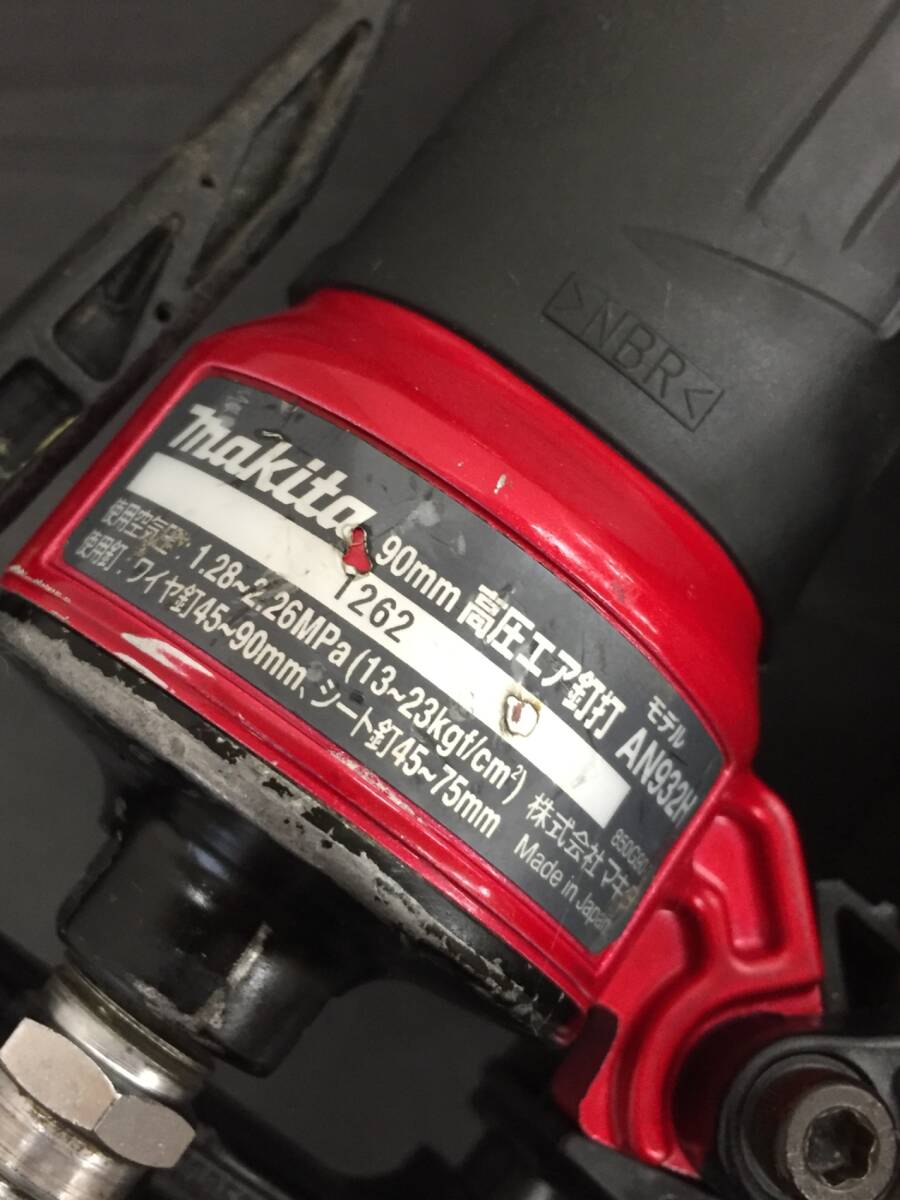 >NBR<
makita 90mm 高圧エア釘打 モデル AN932H
1262
使用空気圧: 1.28~2.26MPa (13~23kgf/cm²)
使用釘: ワイヤ釘45~90mm、シート釘45~75mm
株式会社 マキタ
Made in Japan